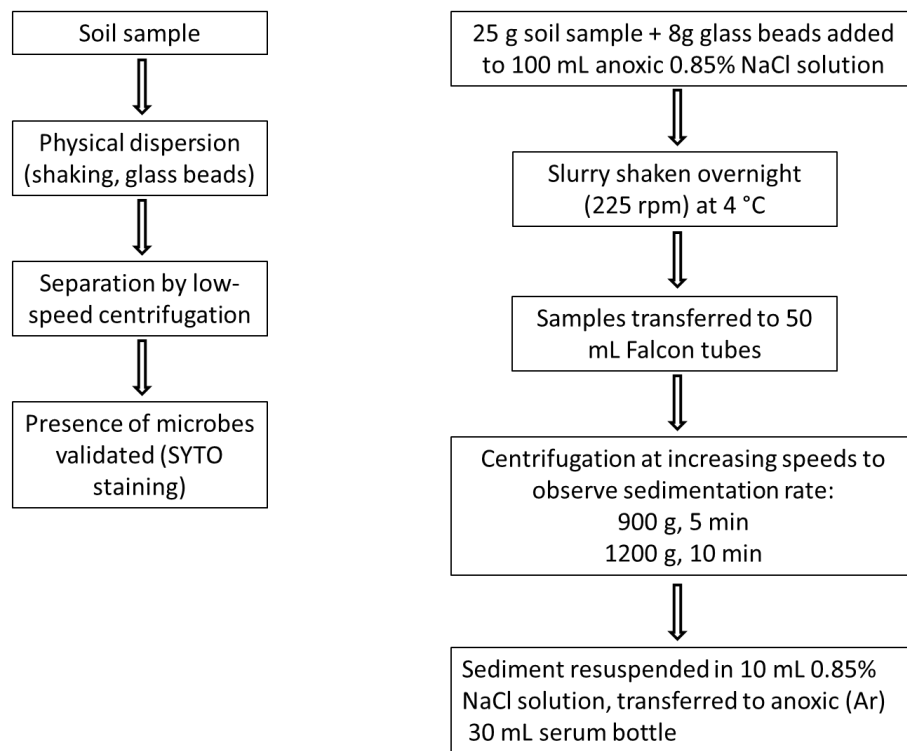 Soil sample
Physical dispersion
(shaking, glass beads)
Separation by low-
speed centrifugation
Presence of microbes
validated (SYTO
staining)
25 g soil sample + 8g glass beads added
to 100 mL anoxic 0.85% NaCl solution
Slurry shaken overnight
(225 rpm) at 4 °C
Samples transferred to 50
mL Falcon tubes
Centrifugation at increasing speeds to
observe sedimentation rate:
900 g, 5 min
1200 g, 10 min
Sediment resuspended in 10 mL 0.85%
NaCl solution, transferred to anoxic (Ar)
30 mL serum bottle